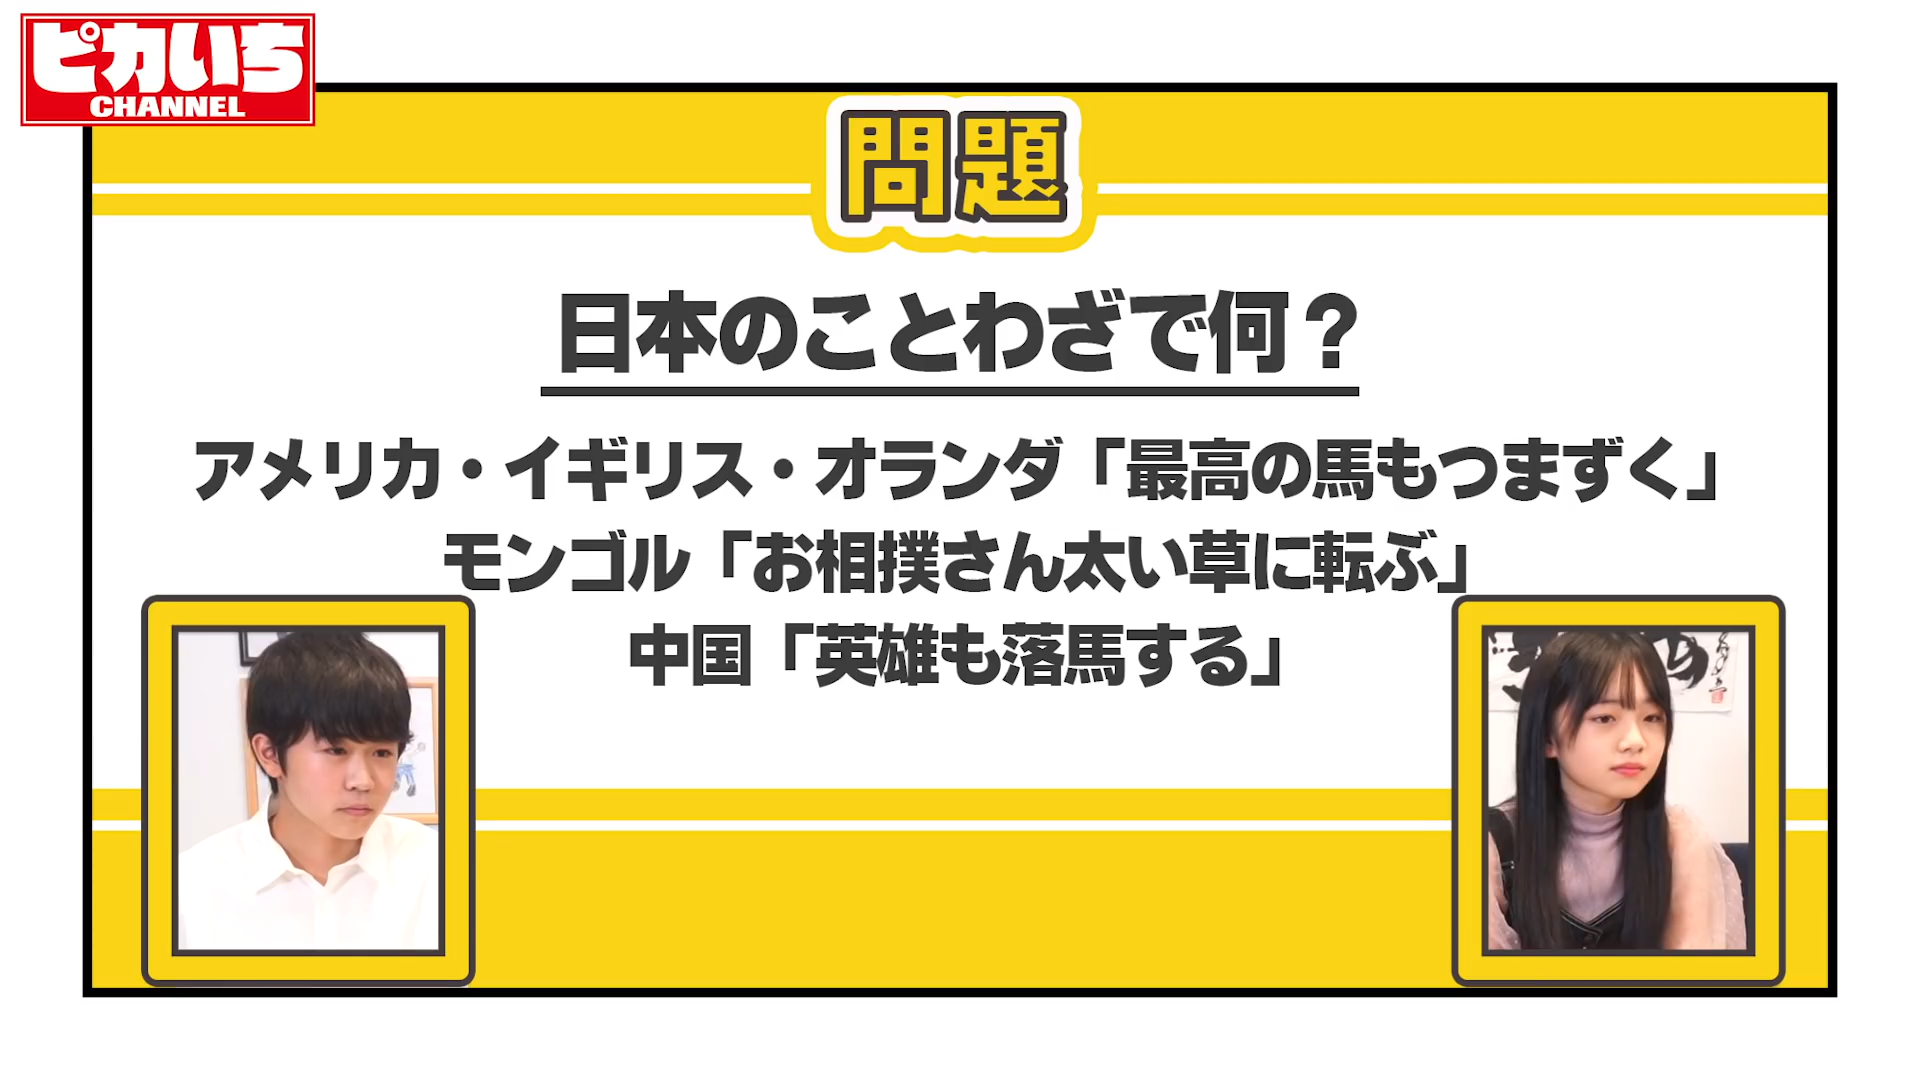 ピカいち
CHANNEL
問題
日本のことわざで何？
アメリカ・イギリス・オランダ「最高の馬もつまずく」
モンゴル「お相撲さん太い草に転ぶ」
中国「英雄も落馬する」